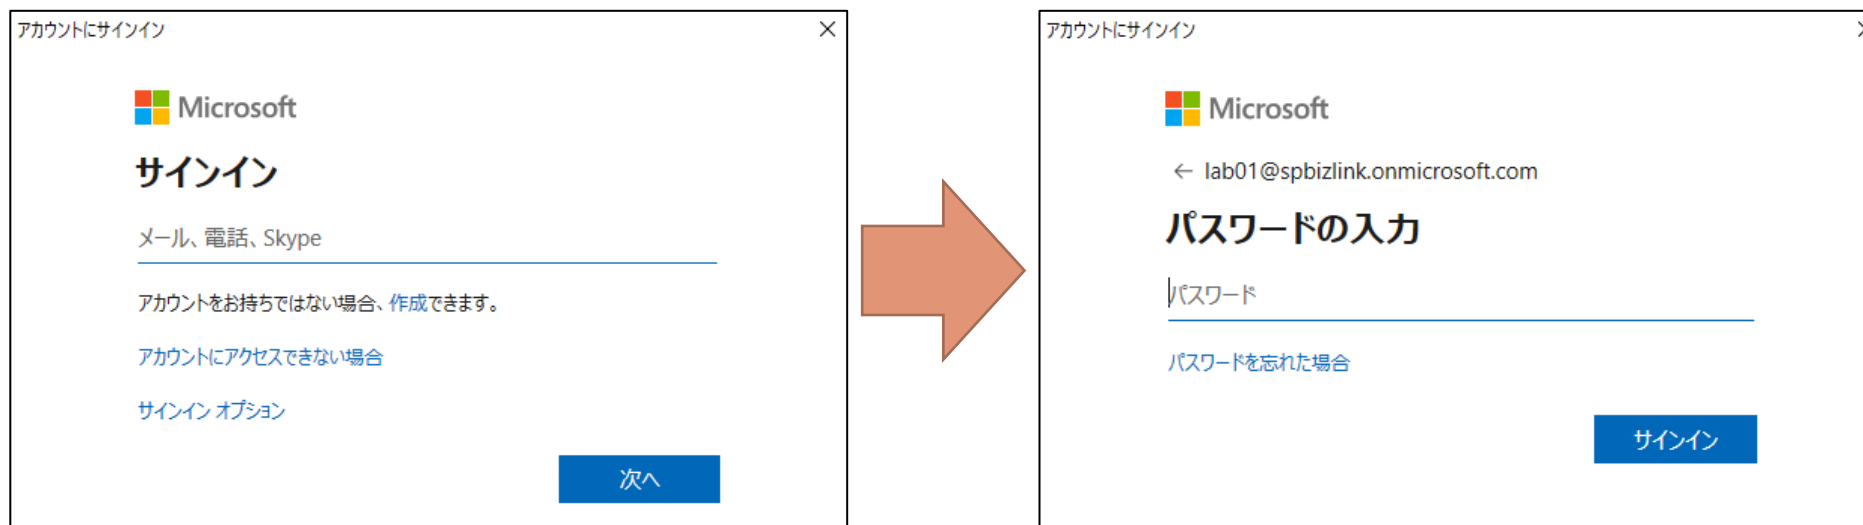 アカウントにサインイン
Microsoft
サインイン
メール、電話、Skype
アカウントをお持ちではない場合、作成できます。
アカウントにアクセスできない場合
サインイン オプション
次へ
アカウントにサインイン
Microsoft
← lab01@spbizlink.onmicrosoft.com
パスワードの入力
パスワード
パスワードを忘れた場合
サインイン